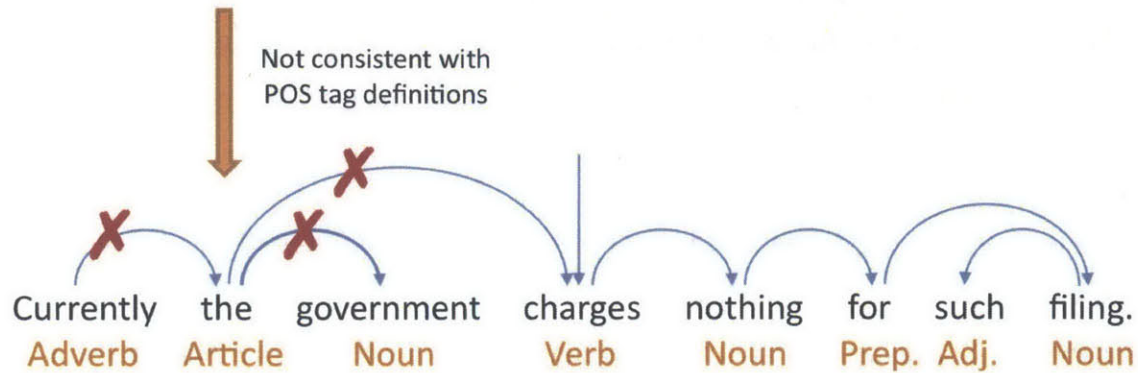 Not consistent with
POS tag definitions
Currently the government charges nothing for such filing.
Adverb Article Noun Verb Noun Prep. Adj. Noun